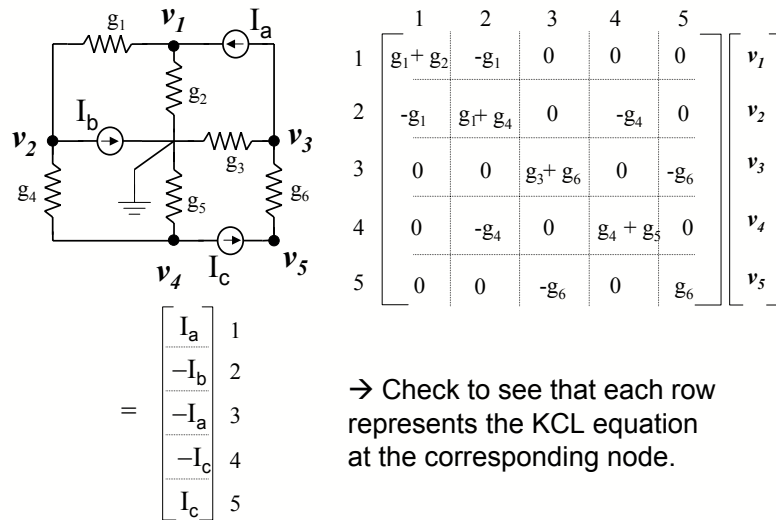 v1
g1
Ia
g2
Ib
v2
v3
g3
g4
g6
g5
v4
Ic
v5
1 2 3 4 5
1 g1+ g2 -g1 0 0 0 v1
2 -g1 g1+ g4 0 -g4 0 v2
3 0 0 g3+ g6 0 -g6 v3
4 0 -g4 0 g4 + g5 0 v4
5 0 0 -g6 0 g6 v5
Ia 1
–Ib 2
= –Ia 3
–Ic 4
Ic 5
→ Check to see that each row
represents the KCL equation
at the corresponding node.